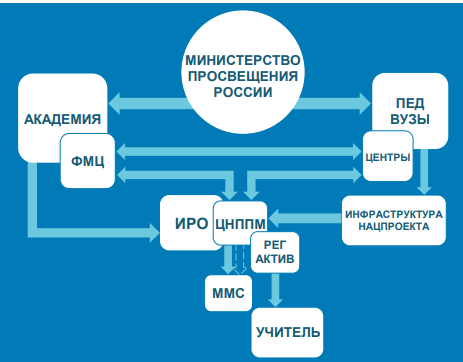 МИНИСТЕРСТВО
ПРОСВЕЩЕНИЯ
РОССИИ
АКАДЕМИЯ
ФМЦ
ПЕД
ВУЗЫ
ЦЕНТРЫ
ИРО
ЦНППМ
ИНФРАСТРУКТУРА
НАЦПРОЕКТА
РЕГ
АКТИВ
ММС
УЧИТЕЛЬ